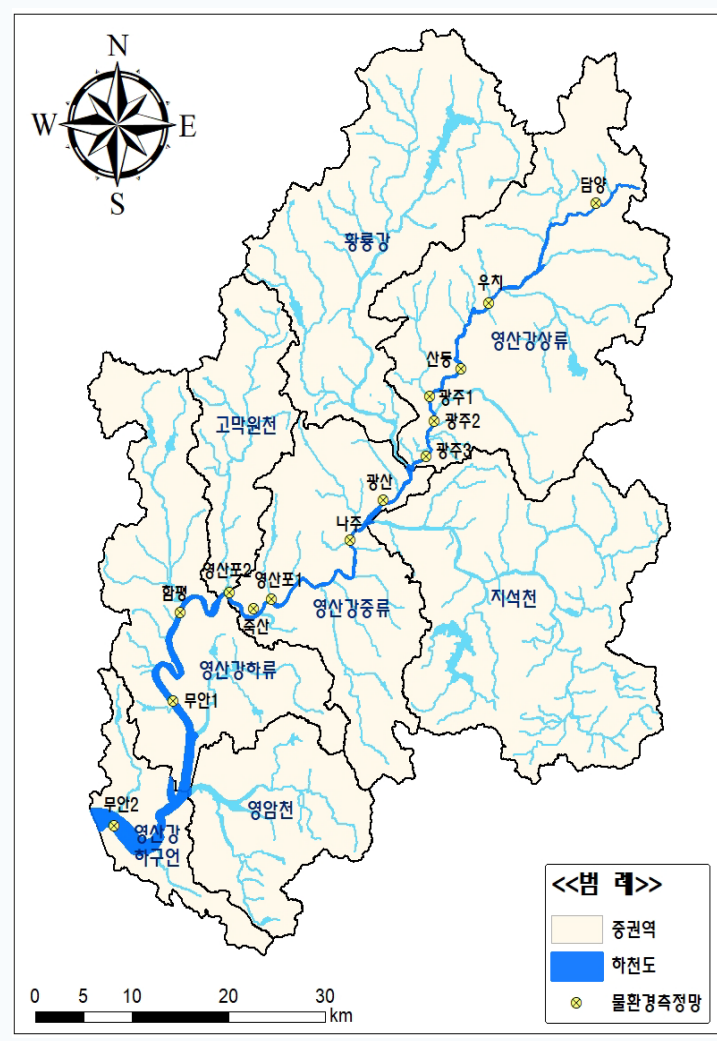 N
W
E
S
담양
황룡강
우치
영산강상류
산동
광주1
고막원천
광주2
광주3
광산
나주
영산포2
영산포1
함평
죽산
영산강중류
지석천
영산강하류
무안1
무안2
영산강
하구언
영암천
<<범 례>>
중권역
하천도
물환경측정망
0 5 10 20 30
km